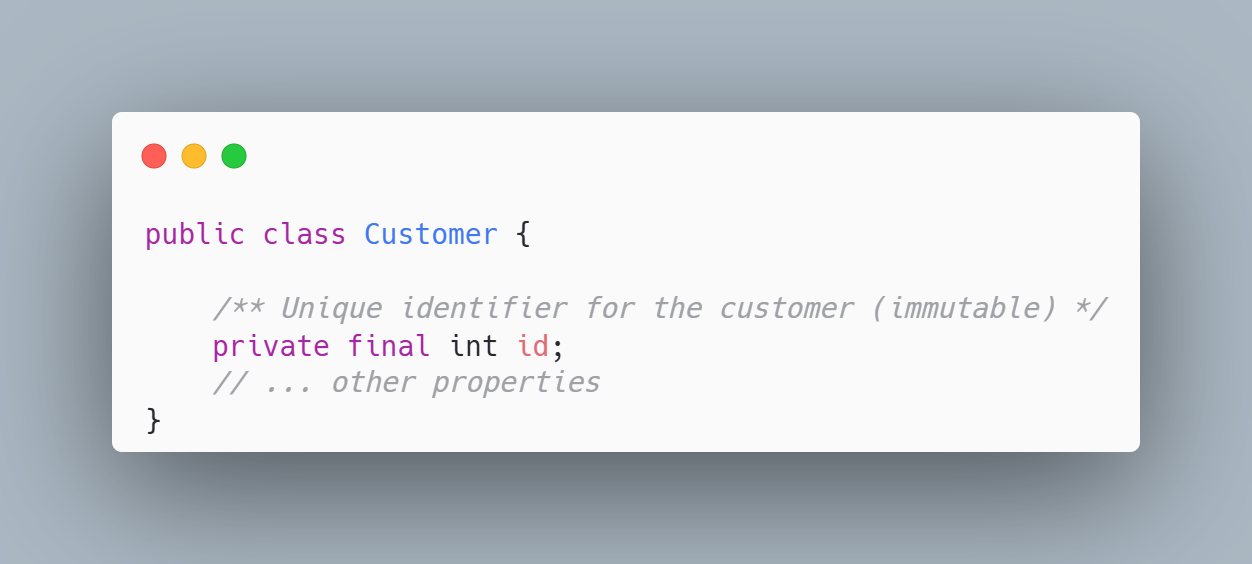 public class Customer {
/** Unique identifier for the customer (immutable) */
private final int id;
// ... other properties
}